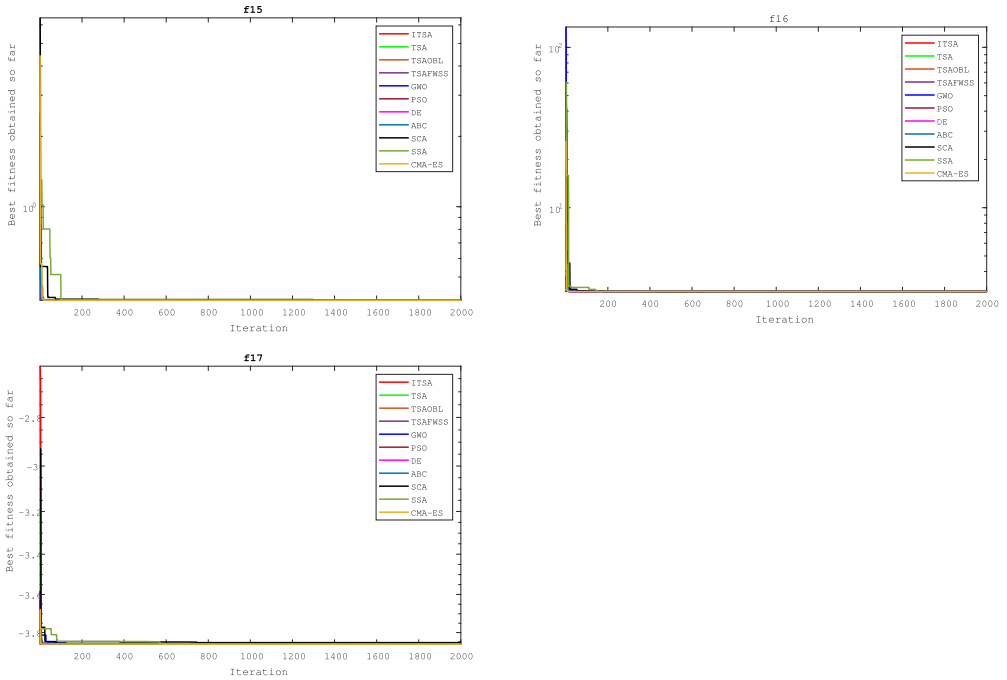 f15
Best fitness obtained so far
10^0
ITSA
TSA
TSAOBL
TSAFWSS
GWO
PSO
DE
ABC
SCA
SSA
CMA-ES
200 400 600 800 1000 1200 1400 1600 1800 2000
Iteration
f16
Best fitness obtained so far
10^2
10^1
ITSA
TSA
TSAOBL
TSAFWSS
GWO
PSO
DE
ABC
SCA
SSA
CMA-ES
200 400 600 800 1000 1200 1400 1600 1800 2000
Iteration
f17
Best fitness obtained so far
-2.8
-3
-3.2
-3.4
-3.6
-3.8
ITSA
TSA
TSAOBL
TSAFWSS
GWO
PSO
DE
ABC
SCA
SSA
CMA-ES
200 400 600 800 1000 1200 1400 1600 1800 2000
Iteration